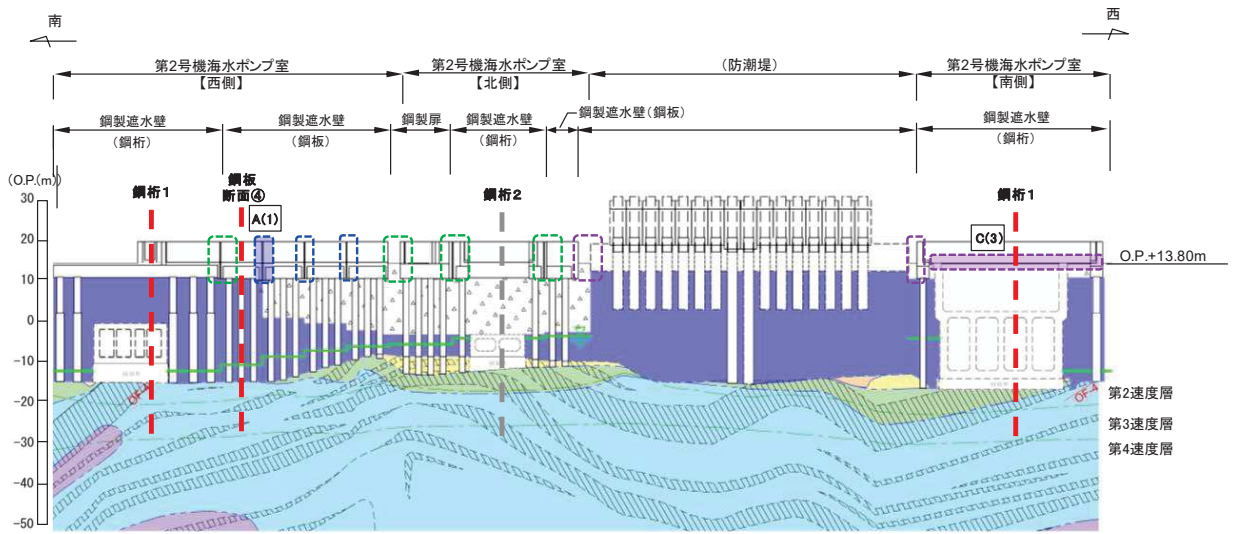 南
西
第2号機海水ポンプ室
【西側】
第2号機海水ポンプ室
【北側】
(防潮堤)
第2号機海水ポンプ室
【南側】
鋼製遮水壁
(鋼桁)
鋼製遮水壁
(鋼板)
鋼製扉
鋼製遮水壁
(鋼桁)
鋼製遮水壁(鋼板)
鋼製遮水壁
(鋼桁)
(O.P.(m))
鋼桁1
鋼板
断面④
A(1)
鋼桁2
鋼桁1
C(3)
O.P.+13.80m
30
20
10
0
-10
-20
-30
-40
-50
OF-4
第2速度層
第3速度層
第4速度層